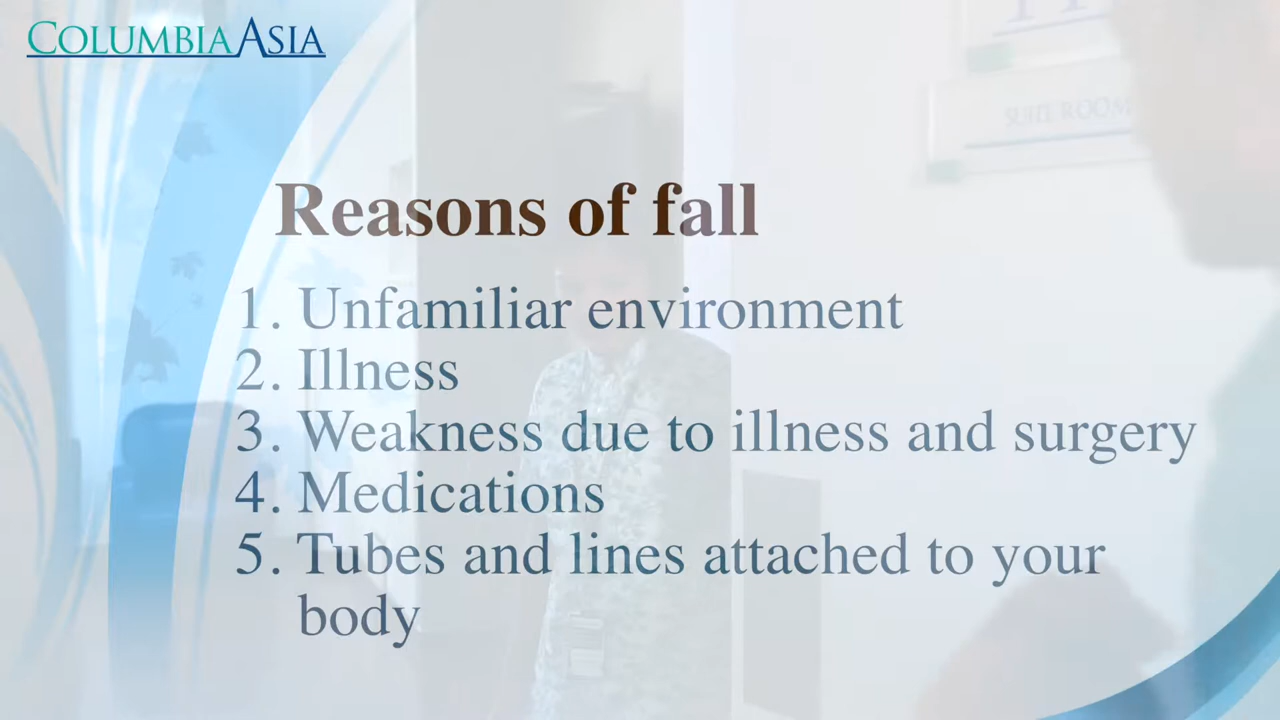 COLUMBIA ASIA
Reasons of fall
1. Unfamiliar environment
2. Illness
3. Weakness due to illness and surgery
4. Medications
5. Tubes and lines attached to your
body